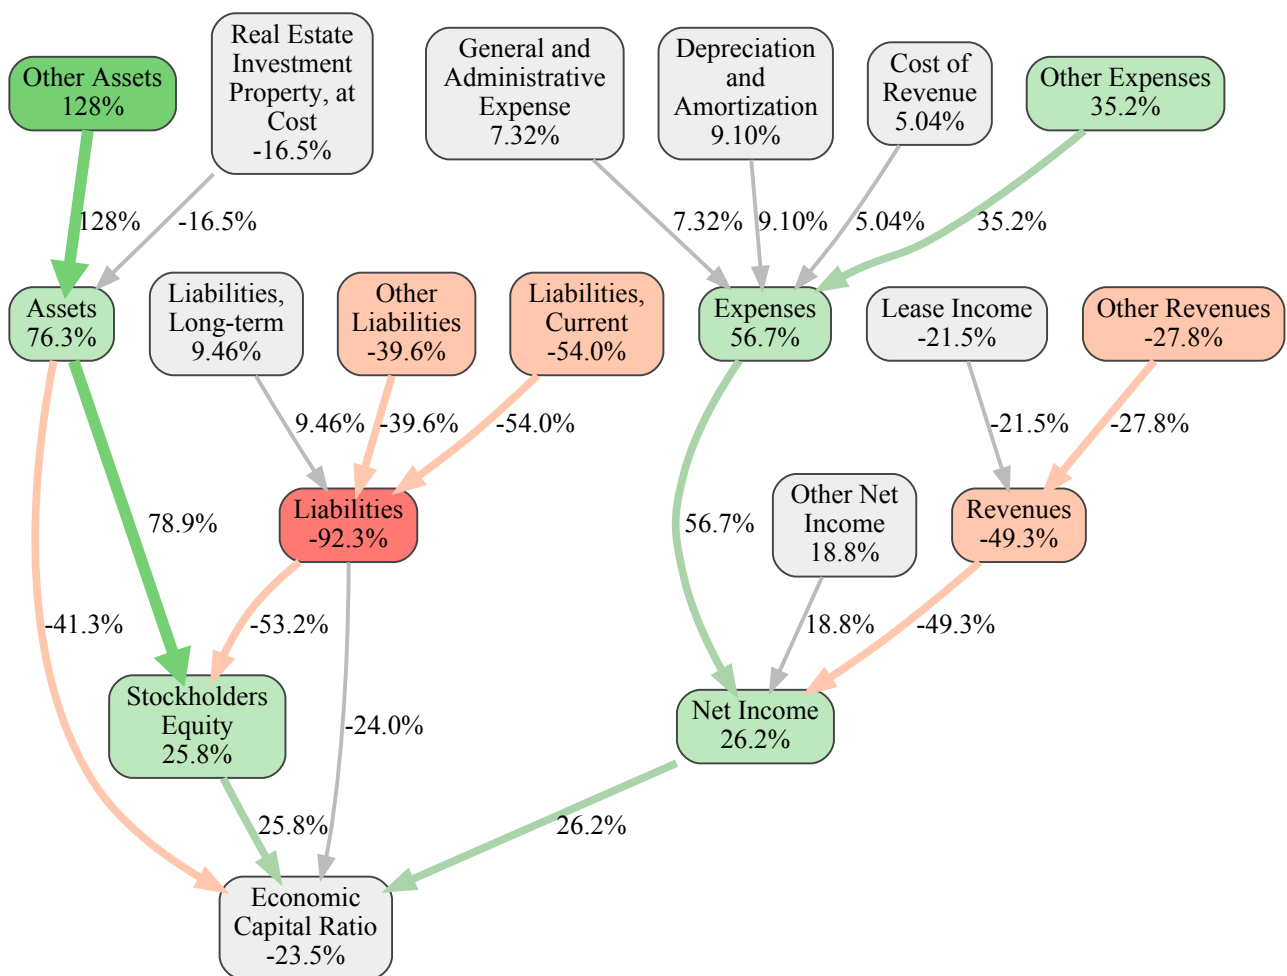 Other Assets
128%
Real Estate
Investment
Property, at
Cost
-16.5%
General and
Administrative
Expense
7.32%
Depreciation
and
Amortization
9.10%
Cost of
Revenue
5.04%
Other Expenses
35.2%
128%
-16.5%
7.32%
9.10%
5.04%
35.2%
Assets
76.3%
Liabilities,
Long-term
9.46%
Other
Liabilities
-39.6%
Liabilities,
Current
-54.0%
Expenses
56.7%
Lease Income
-21.5%
Other Revenues
-27.8%
9.46%
-39.6%
-54.0%
-21.5%
-27.8%
78.9%
Liabilities
-92.3%
56.7%
Other Net
Income
18.8%
Revenues
-49.3%
-41.3%
-53.2%
18.8%
-49.3%
Stockholders
Equity
25.8%
-24.0%
Net Income
26.2%
25.8%
26.2%
Economic
Capital Ratio
-23.5%